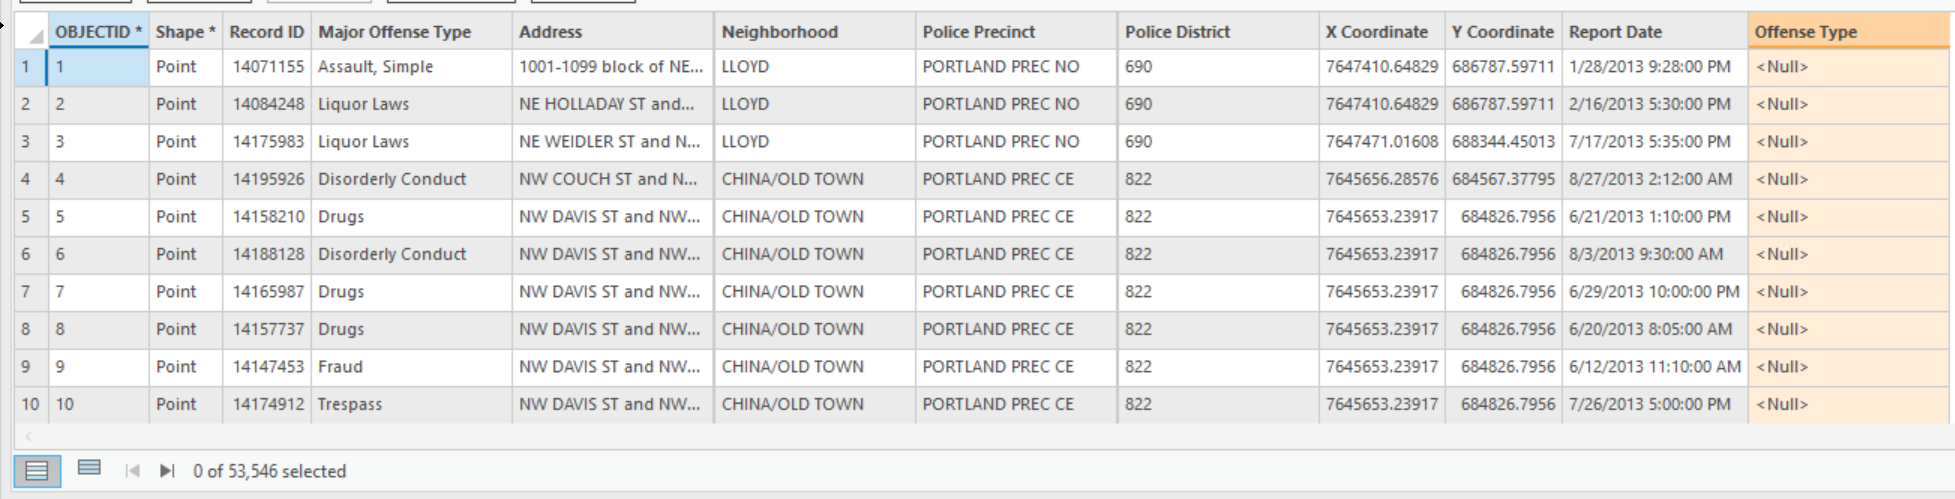 OBJECTID * Shape * Record ID Major Offense Type Address Neighborhood Police Precinct Police District X Coordinate Y Coordinate Report Date Offense Type
1 1 Point 14071155 Assault, Simple 1001-1099 block of NE... LLOYD PORTLAND PREC NO 690 7647410.64829 686787.59711 1/28/2013 9:28:00 PM <Null>
2 2 Point 14084248 Liquor Laws NE HOLLADAY ST and... LLOYD PORTLAND PREC NO 690 7647410.64829 686787.59711 2/16/2013 5:30:00 PM <Null>
3 3 Point 14175983 Liquor Laws NE WEIDLER ST and N... LLOYD PORTLAND PREC NO 690 7647471.01608 688344.45013 7/17/2013 5:35:00 PM <Null>
4 4 Point 14195926 Disorderly Conduct NW COUCH ST and N... CHINA/OLD TOWN PORTLAND PREC CE 822 7645656.28576 684567.37795 8/27/2013 2:12:00 AM <Null>
5 5 Point 14158210 Drugs NW DAVIS ST and NW... CHINA/OLD TOWN PORTLAND PREC CE 822 7645653.23917 684826.7956 6/21/2013 1:10:00 PM <Null>
6 6 Point 14188128 Disorderly Conduct NW DAVIS ST and NW... CHINA/OLD TOWN PORTLAND PREC CE 822 7645653.23917 684826.7956 8/3/2013 9:30:00 AM <Null>
7 7 Point 14165987 Drugs NW DAVIS ST and NW... CHINA/OLD TOWN PORTLAND PREC CE 822 7645653.23917 684826.7956 6/29/2013 10:00:00 PM <Null>
8 8 Point 14157737 Drugs NW DAVIS ST and NW... CHINA/OLD TOWN PORTLAND PREC CE 822 7645653.23917 684826.7956 6/20/2013 8:05:00 AM <Null>
9 9 Point 14147453 Fraud NW DAVIS ST and NW... CHINA/OLD TOWN PORTLAND PREC CE 822 7645653.23917 684826.7956 6/12/2013 11:10:00 AM <Null>
10 10 Point 14174912 Trespass NW DAVIS ST and NW... CHINA/OLD TOWN PORTLAND PREC CE 822 7645653.23917 684826.7956 7/26/2013 5:00:00 PM <Null>
0 of 53,546 selected